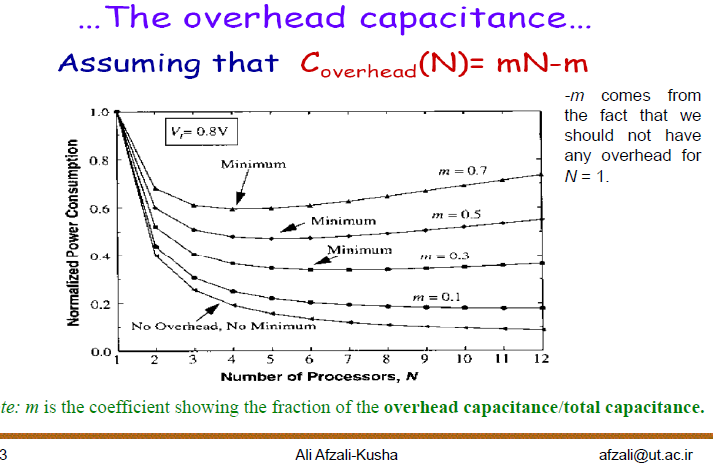 ...The overhead capacitance...
Assuming that Coverhead(N)= mN-m
-m comes from
the fact that we
should not have
any overhead for
N = 1.
Normalized Power Consumption
1.0
0.8
0.6
0.4
0.2
0.0
Vt= 0.8V
Minimum
m = 0.7
Minimum
m = 0.5
Minimum
m = 0.3
m = 0.1
No Overhead, No Minimum
1 2 3 4 5 6 7 8 9 10 11 12
Number of Processors, N
te: m is the coefficient showing the fraction of the overhead capacitance/total capacitance.
3 Ali Afzali-Kusha afzali@ut.ac.ir